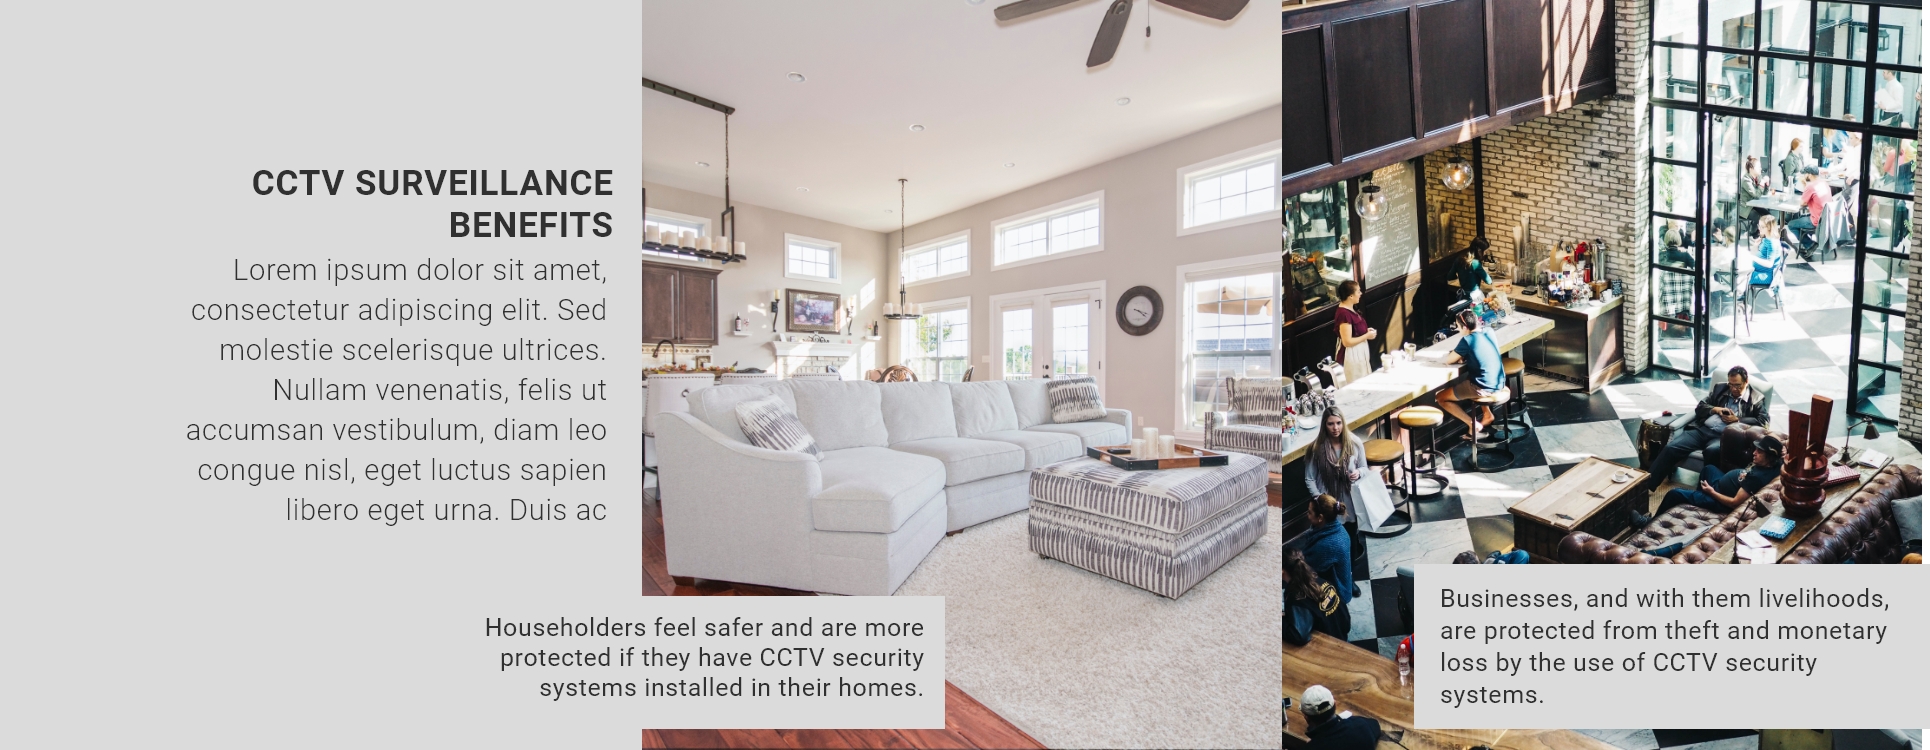 CCTV SURVEILLANCE
BENEFITS
Lorem ipsum dolor sit amet,
consectetur adipiscing elit. Sed
molestie scelerisque ultrices.
Nullam venenatis, felis ut
accumsan vestibulum, diam leo
congue nisl, eget luctus sapien
libero eget urna. Duis ac
Householders feel safer and are more
protected if they have CCTV security
systems installed in their homes.
Businesses, and with them livelihoods,
are protected from theft and monetary
loss by the use of CCTV security
systems.